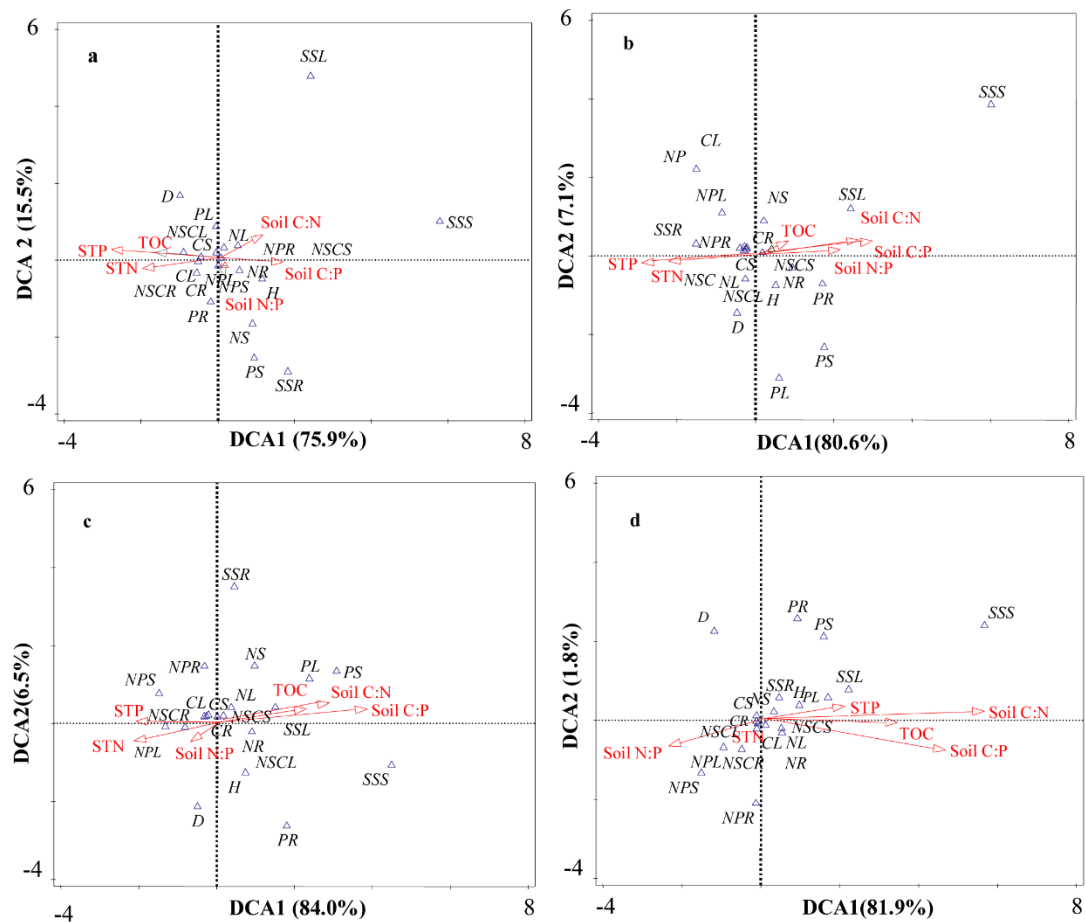 6
a
SSL
D
PL
SSS
NSCL
NL
Soil C:N
STP
TOC
CS
NPR
NSCS
STN
CL
NR
Soil C:P
NSCR
CR
NPL
NPS
H
PR
Soil N:P
NS
PS
SSR
-4
-4
8
DCA1 (75.9%)
DCA 2 (15.5%)
6
b
SSS
CL
NP
NPL
NS
SSL
Soil C:N
SSR
NPR
CR
TOC
Soil C:P
STP
STN
CS
NSCS
Soil N:P
NSC
NL
NR
NSCL
H
PR
D
PS
PL
-4
-4
8
DCA1(80.6%)
DCA2 (7.1%)
6
c
SSR
NPR
NS
PL
PS
NPS
CL
NL
TOC
CS
Soil C:N
STP
NSCR
NSCS
Soil C:P
STN
CR
SSL
NPL
Soil N:P
NR
NSCL
H
SSS
D
PR
-4
-4
8
DCA1 (84.0%)
DCA2(6.5%)
6
d
D
PR
PS
SSS
SSR
H
PL
SSL
CS
STP
Soil C:N
CR
NSCS
TOC
STN
Soil N:P
CL
NL
Soil C:P
NPL
NSCR
NR
NPS
NPR
-4
-4
8
DCA1(81.9%)
DCA2 (1.8%)